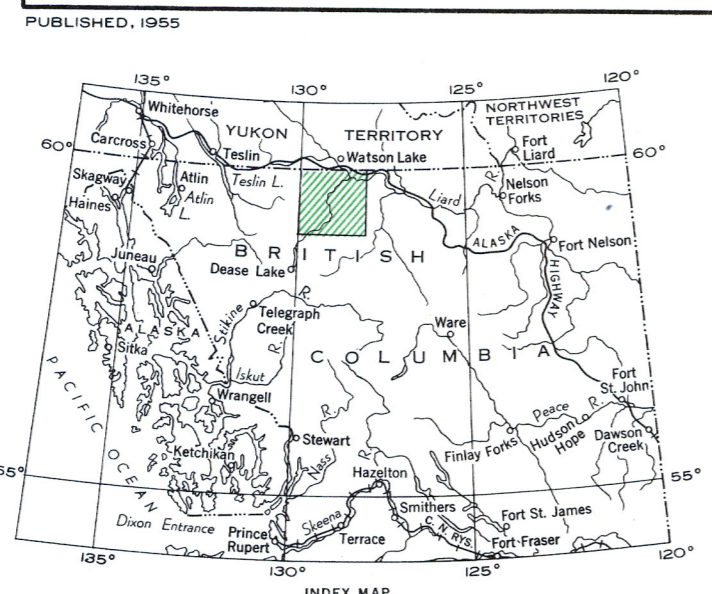 PUBLISHED, 1955
135°
130°
125°
120°
Whitehorse
NORTHWEST
TERRITORIES
YUKON TERRITORY
Carcross
60°
Teslin
Watson Lake
Fort
Liard
60°
Skagway
Atlin
Teslin L.
Atlin
L.
Liard
R.
Nelson
Forks
Haines
ALASKA
Fort Nelson
Juneau
BRITISH
Dease Lake
HIGHWAY
R.
Telegraph
Creek
Stikine
Ware
ALASKA
Sitka
R.
COLUMBIA
Iskut
Wrangell
Fort
St. John
PACIFIC OCEAN
R.
Stewart
Peace
R.
Finlay Forks
Hudson
Hope
Dawson
Creek
Ketchikan
Nass
R.
Hazelton
55°
55°
Dixon Entrance
Skeena
Smithers
Fort St. James
Prince
Rupert
Terrace
C. N. RYS.
Fort Fraser
135°
130°
125°
120°
INDEX MAP